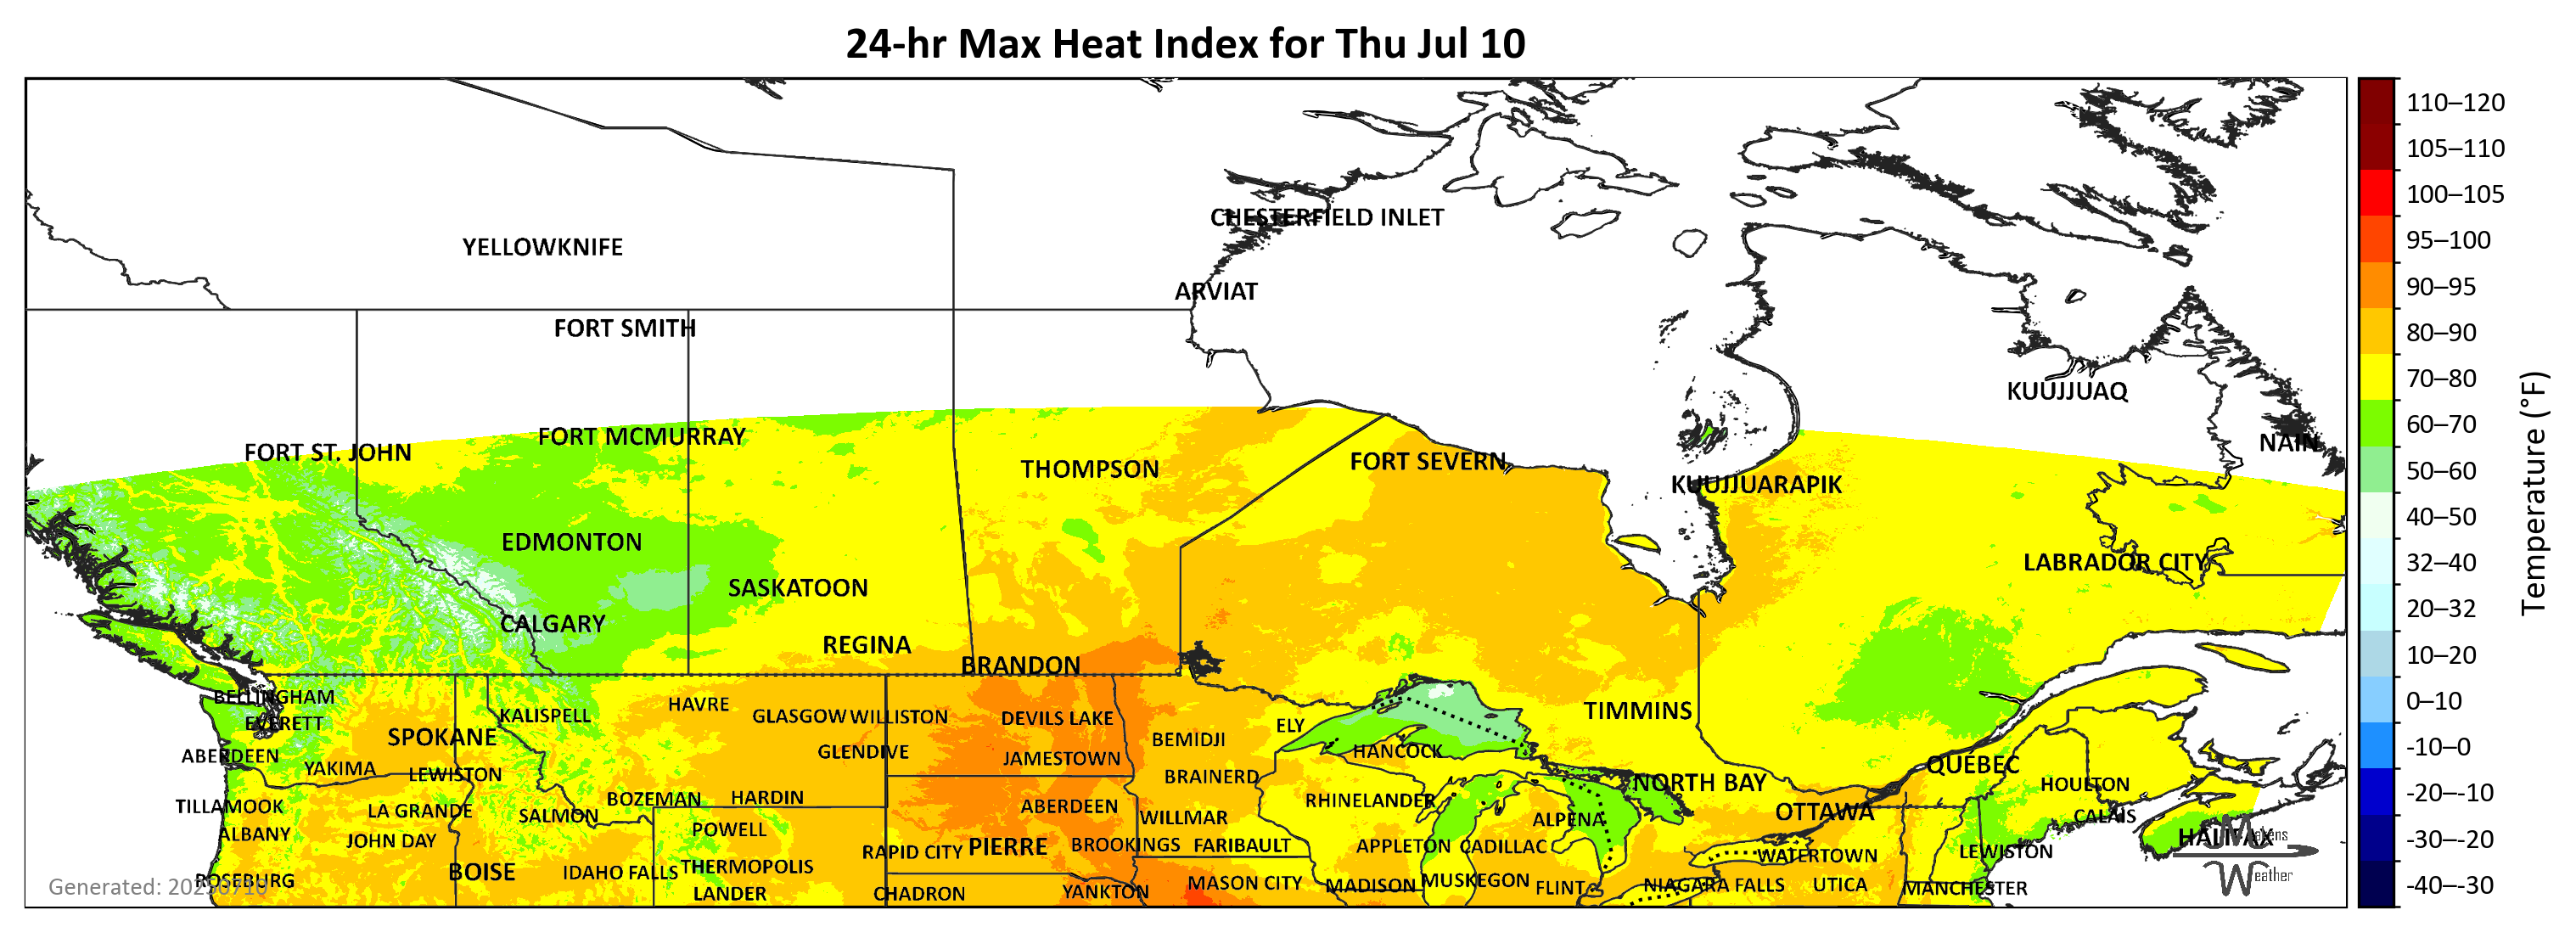 24-hr Max Heat Index for Thu Jul 10
110–120
105–110
CHESTERFIELD INLET
100–105
YELLOWKNIFE
95–100
ARVIAT
90–95
FORT SMITH
80–90
KUUJJUAQ
70–80
FORT ST. JOHN
FORT MCMURRAY
THOMPSON
FORT SEVERN
NAIN
60–70
KUUJJUARAPIK
50–60
EDMONTON
40–50
LABRADOR CITY
32–40
SASKATOON
20–32
CALGARY
REGINA
BRANDON
10–20
BELLINGHAM
HAVRE
0–10
EVERETT
KALISPELL
GLASGOW
WILLISTON
DEVILS LAKE
ELY
TIMMINS
SPOKANE
BEMIDJI
-10–0
ABERDEEN
GLENDIVE
JAMESTOWN
HANCOCK
QUÉBEC
YAKIMA
LEWISTON
BRAINERD
NORTH BAY
HOULTON
-20–-10
TILLAMOOK
LA GRANDE
SALMON
BOZEMAN
HARDIN
ABERDEEN
WILLMAR
RHINELANDER
ALPENA
OTTAWA
CALAIS
ALBANY
JOHN DAY
POWELL
RAPID CITY
PIERRE
BROOKINGS
FARIBAULT
APPLETON
CADILLAC
WATERTOWN
LEWISTON
HALIFAX
-30–-20
Makens
Weather
BOISE
IDAHO FALLS
THERMOPOLIS
ROSEBURG
LANDER
CHADRON
YANKTON
MASON CITY
MADISON
MUSKEGON
FLINT
NIAGARA FALLS
UTICA
MANCHESTER
-40–-30
Generated: 20250710
Temperature (°F)